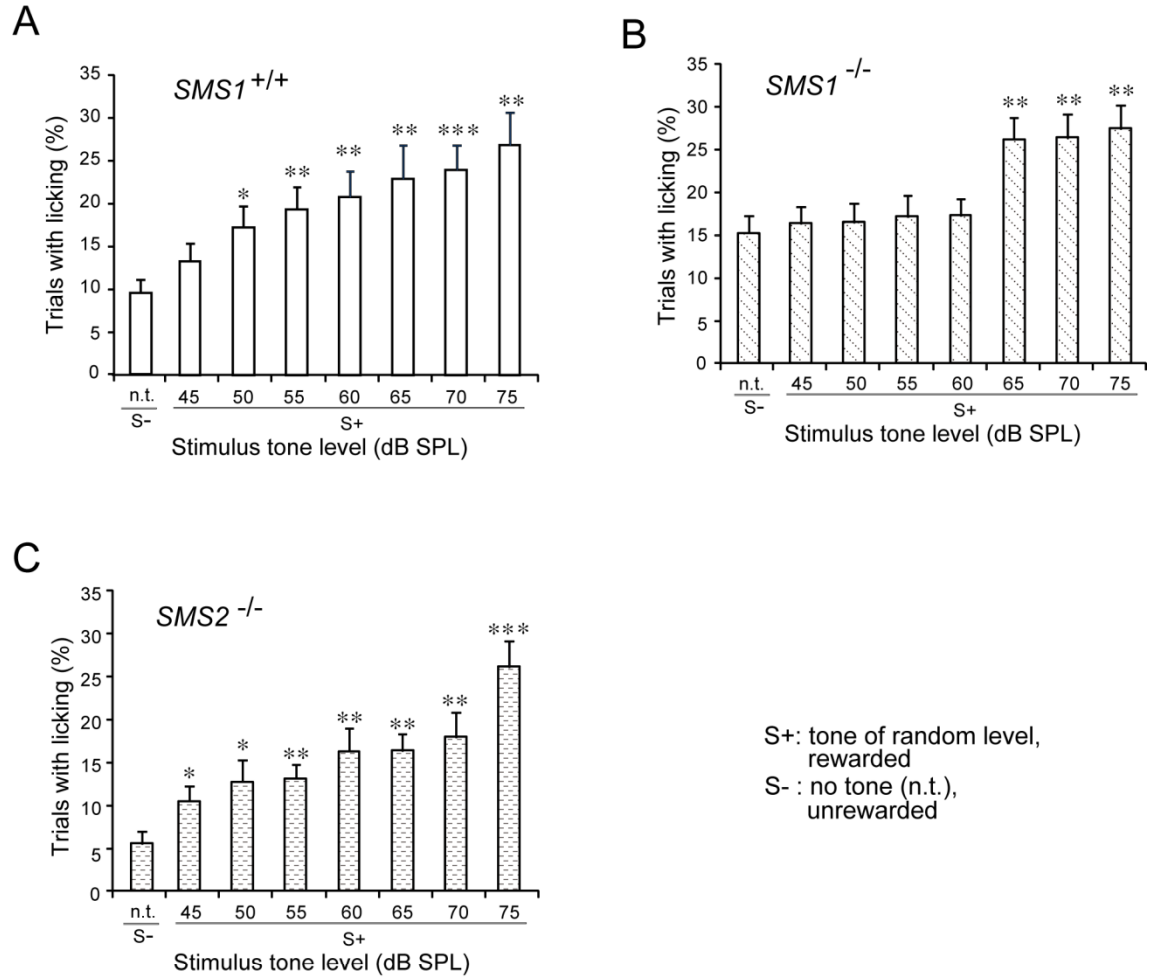 A
SMS1 +/+
Trials with licking (%)
35
30
25
20
15
10
5
0
* ** ** ** *** **
n.t. 45 50 55 60 65 70 75
S- S+
Stimulus tone level (dB SPL)
B
SMS1 -/-
Trials with licking (%)
35
30
25
20
15
10
5
0
** ** **
n.t. 45 50 55 60 65 70 75
S- S+
Stimulus tone level (dB SPL)
C
SMS2 -/-
Trials with licking (%)
35
30
25
20
15
10
5
0
* * ** ** ** ** ***
n.t. 45 50 55 60 65 70 75
S- S+
Stimulus tone level (dB SPL)
S+: tone of random level,
rewarded
S- : no tone (n.t.),
unrewarded